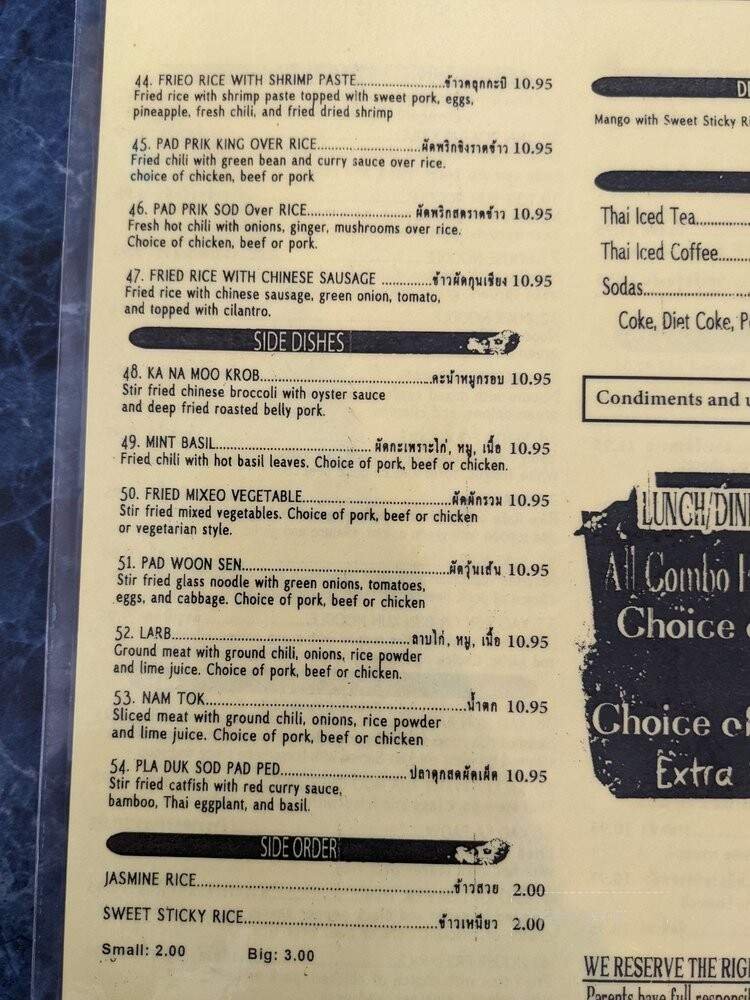 44. FRIEO RICE WITH SHRIMP PASTE............................ข้าวคลุกกะปิ 10.95
Fried rice with shrimp paste topped with sweet pork, eggs,
pineapple, fresh chili, and fried dried shrimp
45. PAD PRIK KING OVER RICE............................ผัดพริกขิงราดข้าว 10.95
Fried chili with green bean and curry sauce over rice.
choice of chicken, beef or pork
46. PAD PRIK SOD Over RICE............................ ผัดพริกสดราดข้าว 10.95
Fresh hot chili with onions, ginger, mushrooms over rice.
Choice of chicken, beef or pork.
47. FRIED RICE WITH CHINESE SAUSAGE ..............ข้าวผัดกุนเชียง 10.95
Fried rice with chinese sausage, green onion, tomato,
and topped with cilantro.
SIDE DISHES
48. KA NA MOO KROB............................................คะน้าหมูกรอบ 10.95
Stir fried chinese broccoli with oyster sauce
and deep fried roasted belly pork.
49. MINT BASIL........................................ ผัดกะเพราะไก่, หมู, เนื้อ 10.95
Fried chili with hot basil leaves. Choice of pork, beef or chicken.
50. FRIED MIXEO VEGETABLE........................................ผัดผักรวม 10.95
Stir fried mixed vegetables. Choice of pork, beef or chicken
or vegetarian style.
51. PAD WOON SEN......................................................ผัดวุ้นเส้น 10.95
Stir fried glass noodle with green onions, tomatoes,
eggs, and cabbage. Choice of pork, beef or chicken
52. LARB............................................................ลาบไก่, หมู, เนื้อ 10.95
Ground meat with ground chili, onions, rice powder
and lime juice. Choice of pork, beef or chicken.
53. NAM TOK..................................................................น้ำตก 10.95
Sliced meat with ground chili, onions, rice powder
and lime juice. Choice of pork, beef or chicken
54. PLA DUK SOD PAD PED................................ ปลาดุกสดผัดเผ็ด 10.95
Stir fried catfish with red curry sauce,
bamboo, Thai eggplant, and basil.
SIDE ORDER
JASMINE RICE................................................................ข้าวสวย 2.00
SWEET STICKY RICE..................................................ข้าวเหนียว 2.00
Small: 2.00 Big: 3.00
Mango with Sweet Sticky
Thai Iced Tea..........
Thai Iced Coffee.......
Sodas......................
Coke, Diet Coke,
Condiments and
LUNCH/DIN
All Combo
Choice
Choice of
Extra
WE RESERVE THE RIG
Parents have full